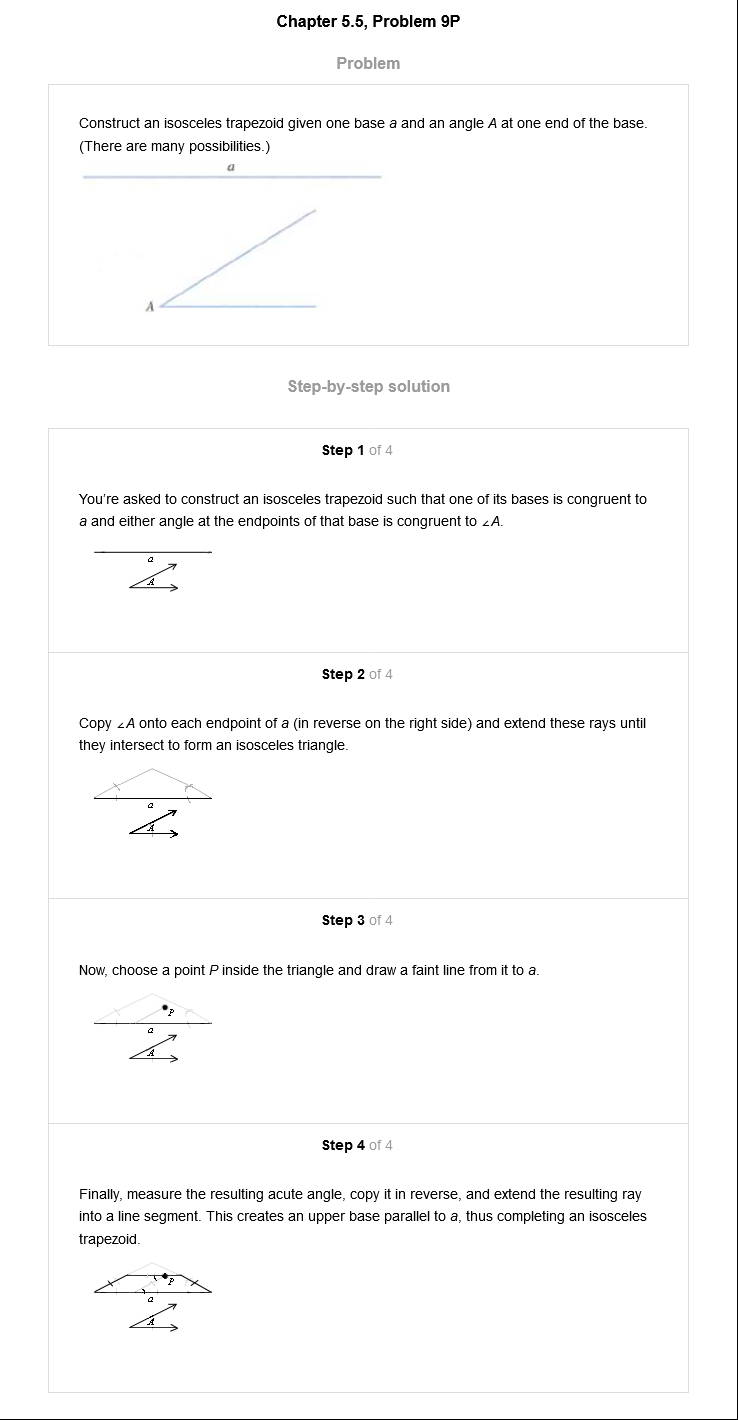 Chapter 5.5, Problem 9P
Problem
Construct an isosceles trapezoid given one base a and an angle A at one end of the base.
(There are many possibilities.)
a
A
Step-by-step solution
Step 1 of 4
You're asked to construct an isosceles trapezoid such that one of its bases is congruent to
a and either angle at the endpoints of that base is congruent to ∠A.
a
A
Step 2 of 4
Copy ∠A onto each endpoint of a (in reverse on the right side) and extend these rays until
they intersect to form an isosceles triangle.
a
A
Step 3 of 4
Now, choose a point P inside the triangle and draw a faint line from it to a.
P
a
A
Step 4 of 4
Finally, measure the resulting acute angle, copy it in reverse, and extend the resulting ray
into a line segment. This creates an upper base parallel to a, thus completing an isosceles
trapezoid.
P
a
A